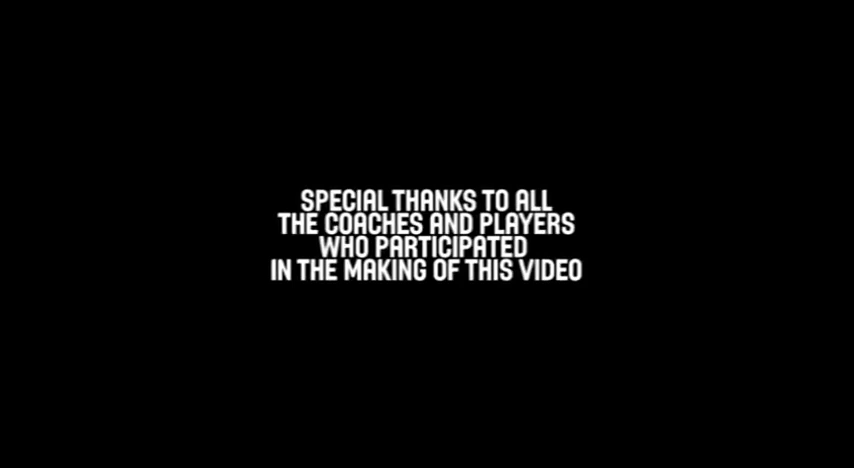 SPECIAL THANKS TO ALL
THE COACHES AND PLAYERS
WHO PARTICIPATED
IN THE MAKING OF THIS VIDEO